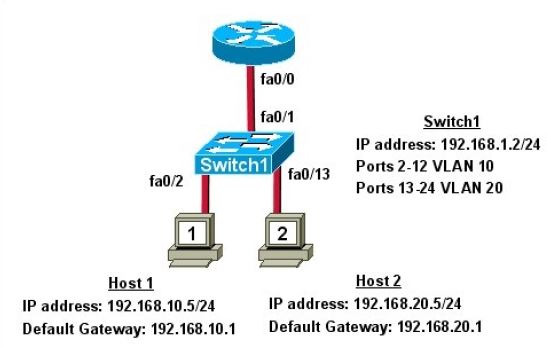 fa0/0
fa0/1
Switch1
fa0/2
fa0/13
Switch1
IP address: 192.168.1.2/24
Ports 2-12 VLAN 10
Ports 13-24 VLAN 20
1
2
Host 1
IP address: 192.168.10.5/24
Default Gateway: 192.168.10.1
Host 2
IP address: 192.168.20.5/24
Default Gateway: 192.168.20.1